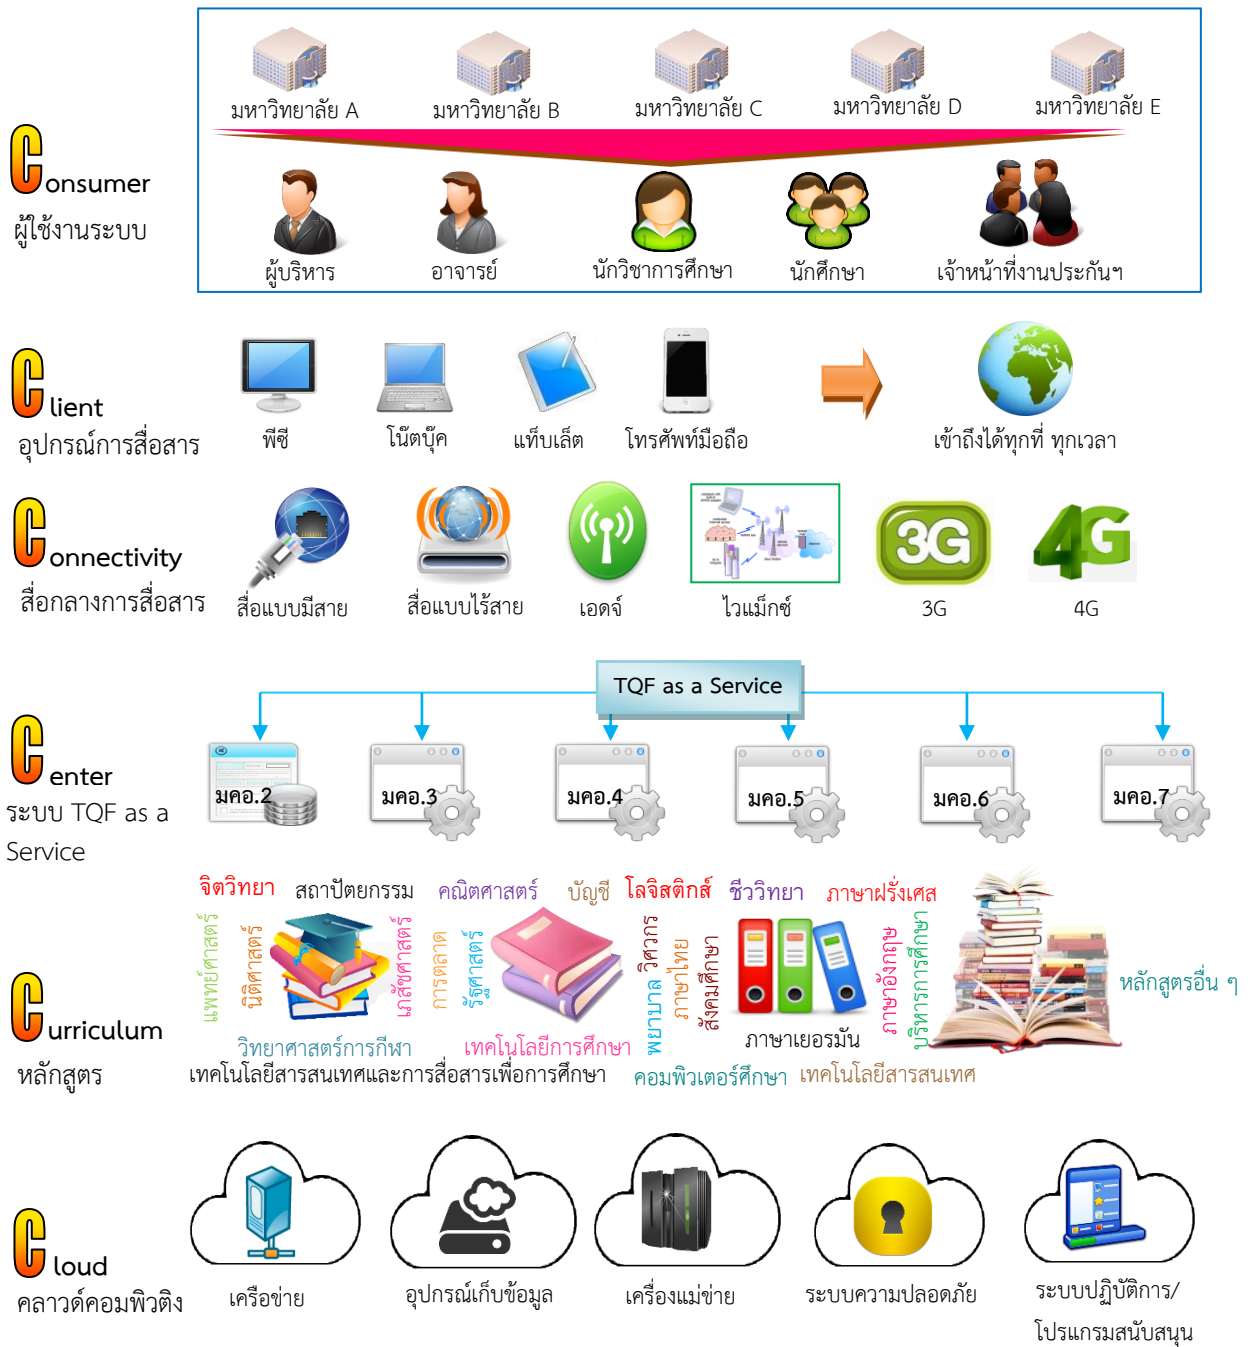 มหาวิทยาลัย A
มหาวิทยาลัย B
มหาวิทยาลัย C
มหาวิทยาลัย D
มหาวิทยาลัย E
Consumer
ผู้ใช้งานระบบ
ผู้บริหาร
อาจารย์
นักวิชาการศึกษา
นักศึกษา
เจ้าหน้าที่งานประกันฯ
Client
อุปกรณ์การสื่อสาร
พีซี
โน๊ตบุ๊ค
แท็บเล็ต
โทรศัพท์มือถือ
เข้าถึงได้ทุกที่ ทุกเวลา
Connectivity
สื่อกลางการสื่อสาร
3G
4G
สื่อแบบมีสาย
สื่อแบบไร้สาย
เอดจ์
ไวแม็กซ์
3G
4G
TQF as a Service
Center
ระบบ TQF as a
Service
มคอ.2
มคอ.3
มคอ.4
มคอ.5
มคอ.6
มคอ.7
จิตวิทยา
สถาปัตยกรรม
คณิตศาสตร์
บัญชี
โลจิสติกส์
ชีววิทยา
ภาษาฝรั่งเศส
แพทย์ศาสตร์
นิติศาสตร์
เภสัชศาสตร์
การตลาด
รัฐศาสตร์
พยาบาล
วิศวกร
ภาษาไทย
สังคมศึกษา
ภาษาเยอรมัน
ภาษาอังกฤษ
บริหารการศึกษา
หลักสูตรอื่น ๆ
Curriculum
หลักสูตร
วิทยาศาสตร์การกีฬา
เทคโนโลยีการศึกษา
เทคโนโลยีสารสนเทศและการสื่อสารเพื่อการศึกษา
คอมพิวเตอร์ศึกษา
เทคโนโลยีสารสนเทศ
Cloud
คลาวด์คอมพิวติง
เครือข่าย
อุปกรณ์เก็บข้อมูล
เครื่องแม่ข่าย
ระบบความปลอดภัย
ระบบปฏิบัติการ/
โปรแกรมสนับสนุน